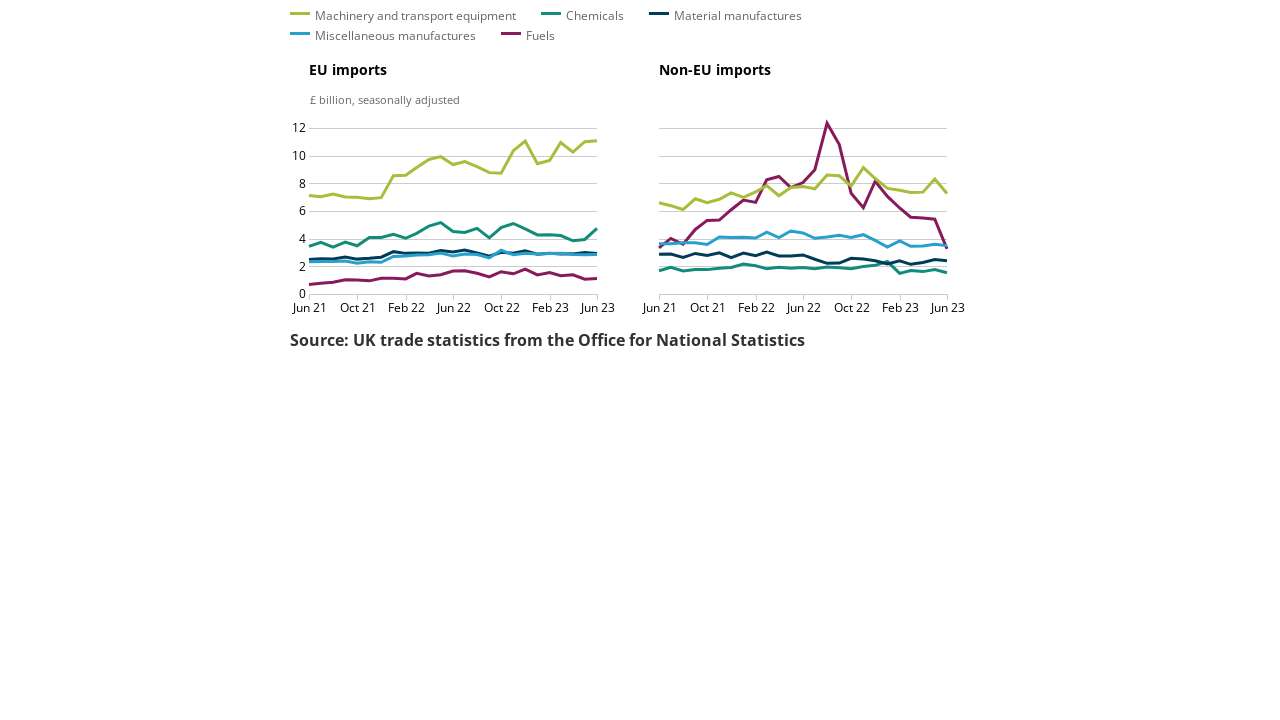 Machinery and transport equipment Chemicals Material manufactures
Miscellaneous manufactures Fuels
EU imports Non-EU imports
£ billion, seasonally adjusted
12
10
8
6
4
2
0
Jun 21 Oct 21 Feb 22 Jun 22 Oct 22 Feb 23 Jun 23 Jun 21 Oct 21 Feb 22 Jun 22 Oct 22 Feb 23 Jun 23
Source: UK trade statistics from the Office for National Statistics